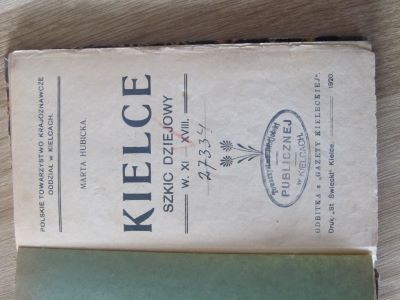 POLSKIE TOWARZYSTWO KRAJOZNAWCZE
ODDZIAŁ w KIELCACH.
MARTA HUBICKA.
KIELCE
SZKIC DZIEJOWY
W. XI XVIII.
27334
PUBLICZNEJ
w KIELCACH
ODBITKA z „GAZETY KIELECKIEJ".
Druk. „St. Święcki" Kielce. 1920.